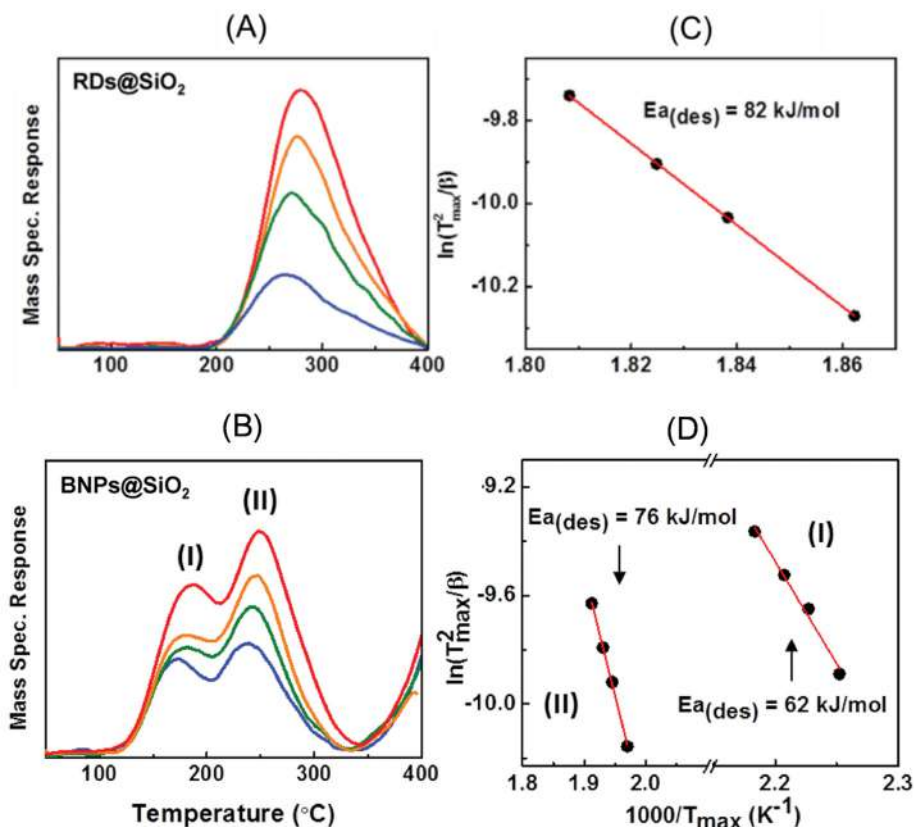 (A)
RDs@SiO₂
Mass Spec. Response
100 200 300 400
(C)
Ea(des) = 82 kJ/mol
ln(T²max/β)
-9.8
-10.0
-10.2
1.80 1.82 1.84 1.86
(B)
BNPs@SiO₂
(I)
(II)
Mass Spec. Response
100 200 300 400
Temperature (°C)
(D)
Ea(des) = 76 kJ/mol
(I)
(II)
Ea(des) = 62 kJ/mol
ln(T²max/β)
-9.2
-9.6
-10.0
1.8 1.9 2.0 2.2 2.3
1000/Tmax (K⁻¹)